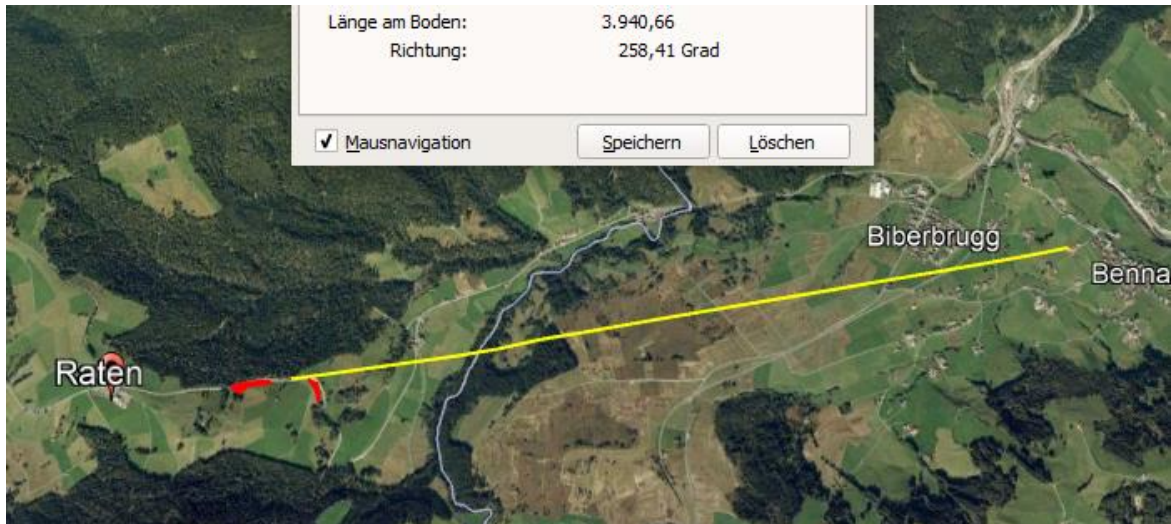 Länge am Boden: 3.940,66
Richtung: 258,41 Grad
Mausnavigation Speichern Löschen
Biberbrugg
Benna
Raten